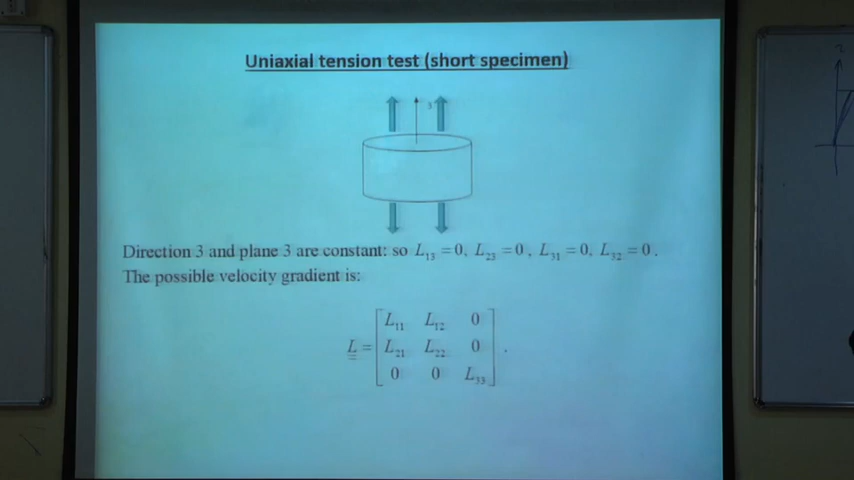 Uniaxial tension test (short specimen)
3
Direction 3 and plane 3 are constant: so L₁₃ = 0, L₂₃ = 0, L₃₁ = 0, L₃₂ = 0.
The possible velocity gradient is:
L₁₁ L₁₂ 0
L = L₂₁ L₂₂ 0 .
0 0 L₃₃